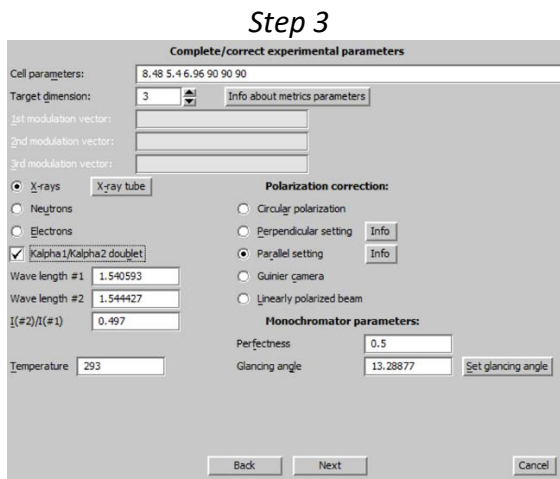 Step 3
Complete/correct experimental parameters
Cell parameters: 8.48 5.4 6.96 90 90 90
Target dimension: 3 Info about metrics parameters
1st modulation vector:
2nd modulation vector:
3rd modulation vector:
X-rays X-ray tube Polarization correction:
Neutrons Circular polarization
Electrons Perpendicular setting Info
Kalpha1/Kalpha2 doublet Parallel setting Info
Wave length #1 1.540593 Guinier camera
Wave length #2 1.544427 Linearly polarized beam
I(#2)/I(#1) 0.497 Monochromator parameters:
Perfectness 0.5
Temperature 293 Glancing angle 13.28877 Set glancing angle
Back Next Cancel